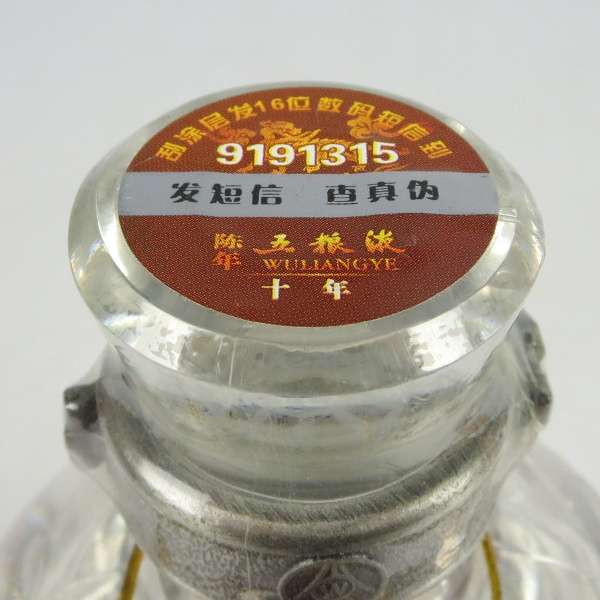 刮涂层发16位数码短信到
9191315
发短信 查真伪
陈年 五粮液
WULIANGYE
十年